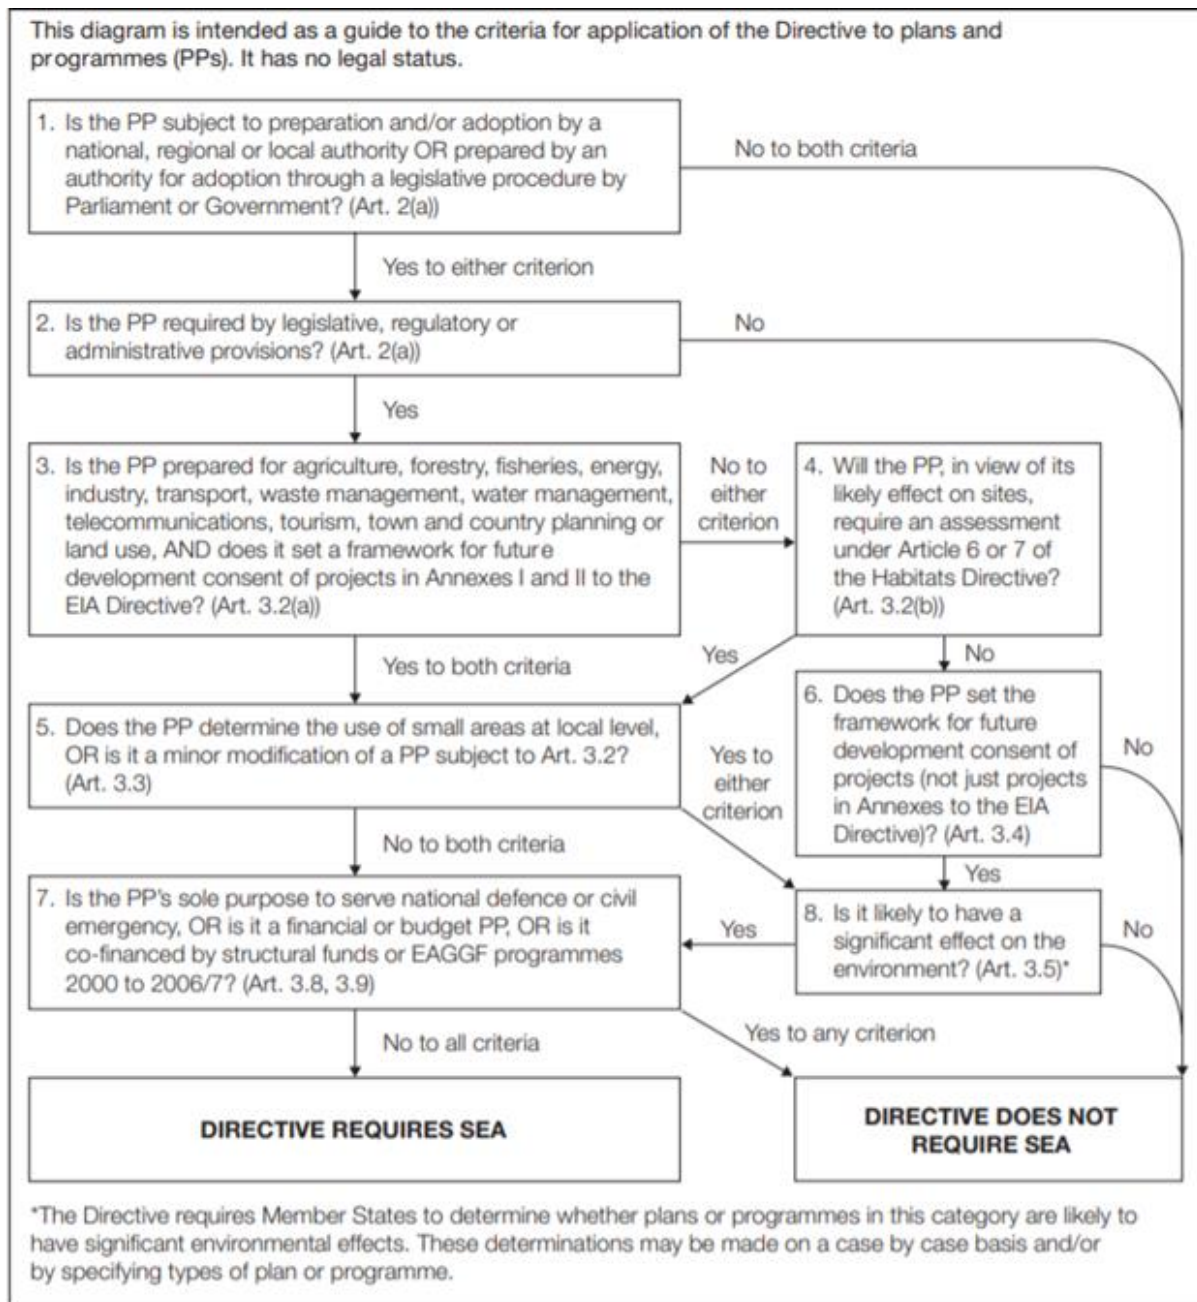 This diagram is intended as a guide to the criteria for application of the Directive to plans and
programmes (PPs). It has no legal status.
1. Is the PP subject to preparation and/or adoption by a
national, regional or local authority OR prepared by an
authority for adoption through a legislative procedure by
Parliament or Government? (Art. 2(a))
No to both criteria
Yes to either criterion
2. Is the PP required by legislative, regulatory or
administrative provisions? (Art. 2(a))
No
Yes
3. Is the PP prepared for agriculture, forestry, fisheries, energy,
industry, transport, waste management, water management,
telecommunications, tourism, town and country planning or
land use, AND does it set a framework for future
development consent of projects in Annexes I and II to the
EIA Directive? (Art. 3.2(a))
No to
either
criterion
4. Will the PP, in view of its
likely effect on sites,
require an assessment
under Article 6 or 7 of
the Habitats Directive?
(Art. 3.2(b))
Yes to both criteria
Yes
No
5. Does the PP determine the use of small areas at local level,
OR is it a minor modification of a PP subject to Art. 3.2?
(Art. 3.3)
Yes to
either
criterion
6. Does the PP set the
framework for future
development consent of
projects (not just projects
in Annexes to the EIA
Directive)? (Art. 3.4)
No
No to both criteria
Yes
7. Is the PP's sole purpose to serve national defence or civil
emergency, OR is it a financial or budget PP, OR is it
co-financed by structural funds or EAGGF programmes
2000 to 2006/7? (Art. 3.8, 3.9)
Yes
8. Is it likely to have a
significant effect on the
environment? (Art. 3.5)*
No
No to all criteria
Yes to any criterion
DIRECTIVE REQUIRES SEA
DIRECTIVE DOES NOT
REQUIRE SEA
*The Directive requires Member States to determine whether plans or programmes in this category are likely to
have significant environmental effects. These determinations may be made on a case by case basis and/or
by specifying types of plan or programme.